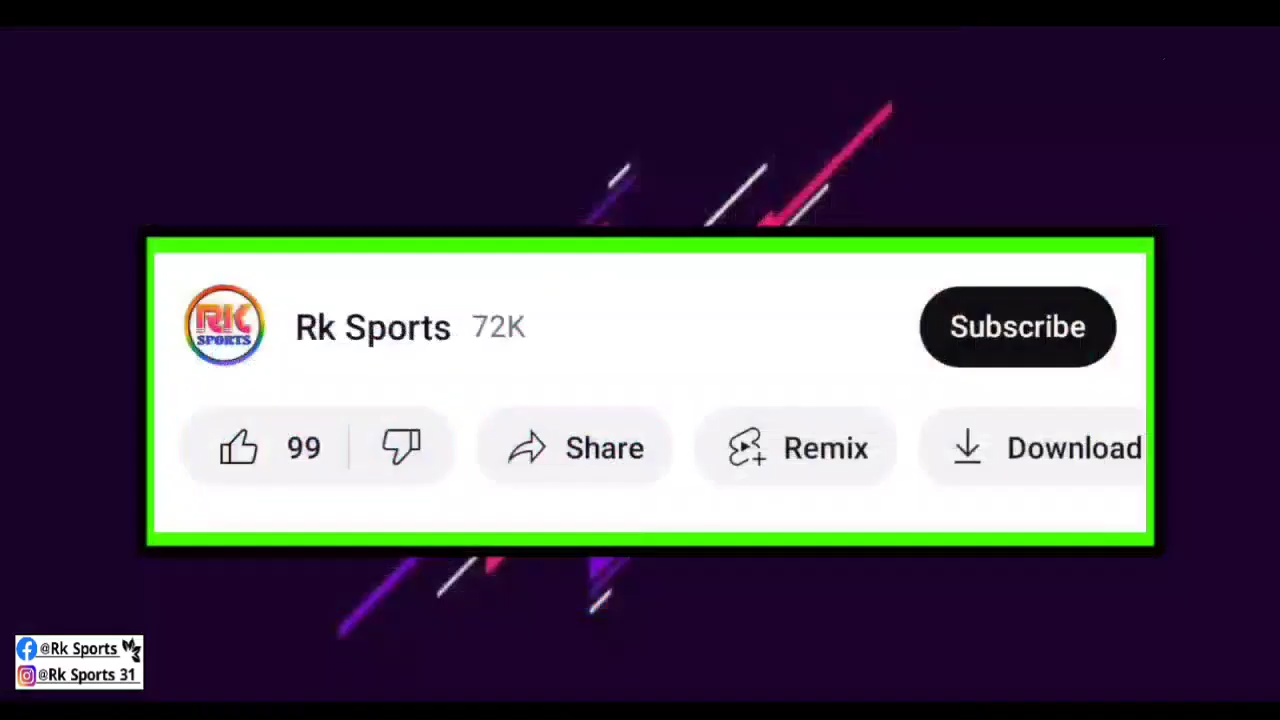 RK
SPORTS
Rk Sports 72K
Subscribe
99
Share
Remix
Download
@Rk Sports
@Rk Sports 31